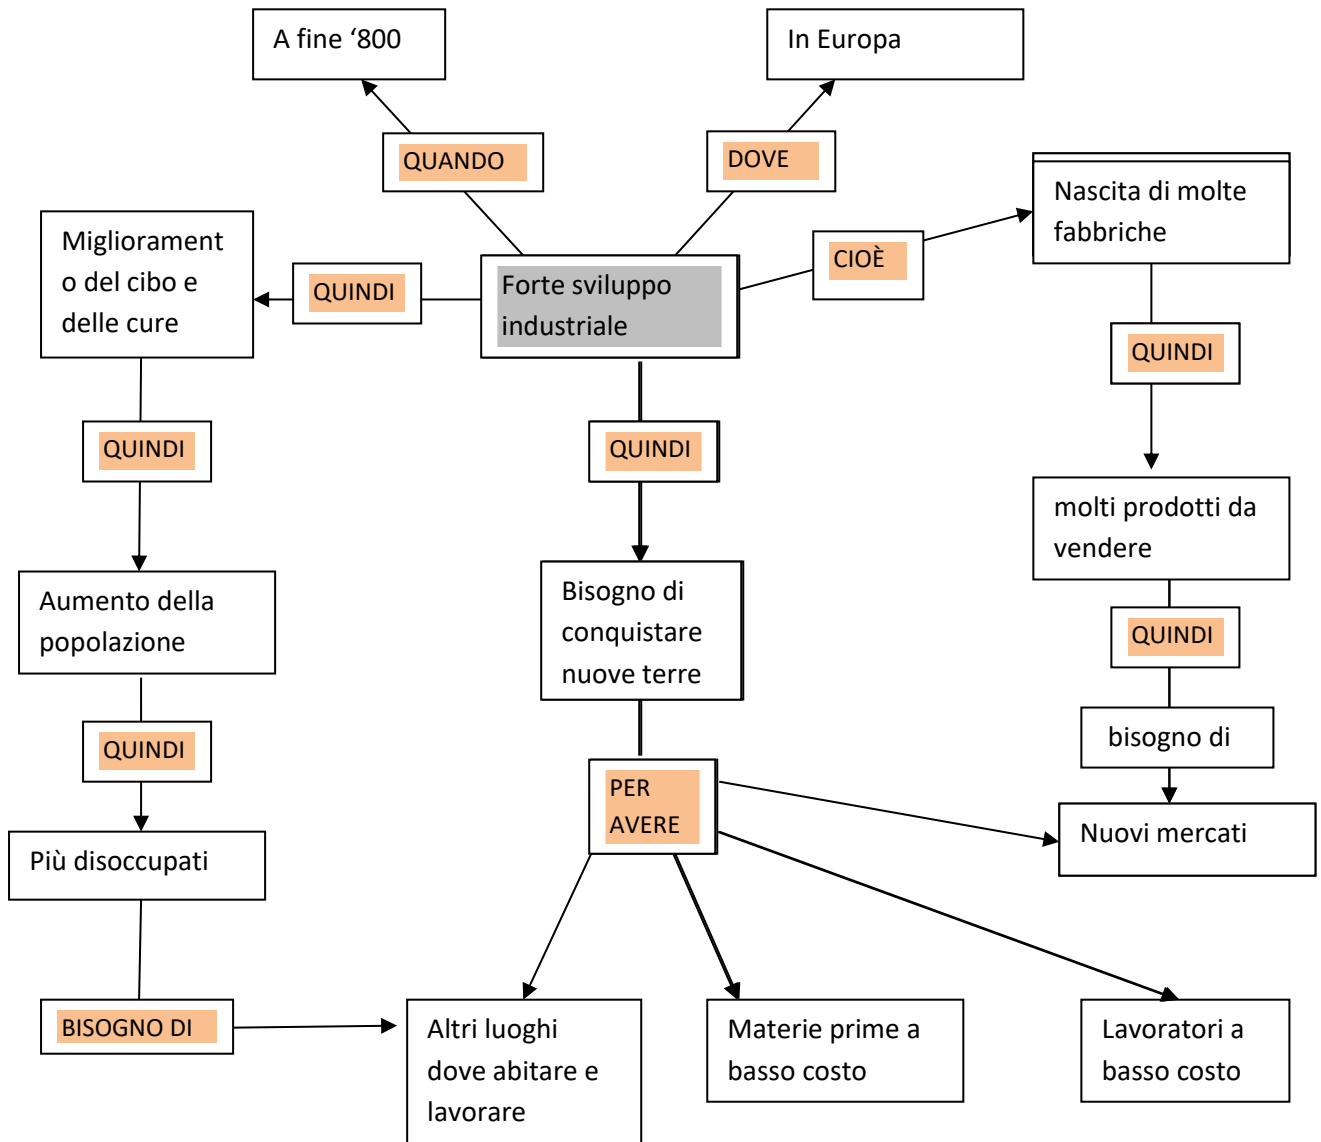 A fine ‘800
In Europa
QUANDO
DOVE
Nascita di molte
fabbriche
Migliorament
o del cibo e
delle cure
QUINDI
Forte sviluppo
industriale
CIOÈ
QUINDI
QUINDI
QUINDI
molti prodotti da
vendere
Aumento della
popolazione
Bisogno di
conquistare
nuove terre
QUINDI
QUINDI
bisogno di
PER
AVERE
Nuovi mercati
Più disoccupati
BISOGNO DI
Altri luoghi
dove abitare e
lavorare
Materie prime a
basso costo
Lavoratori a
basso costo